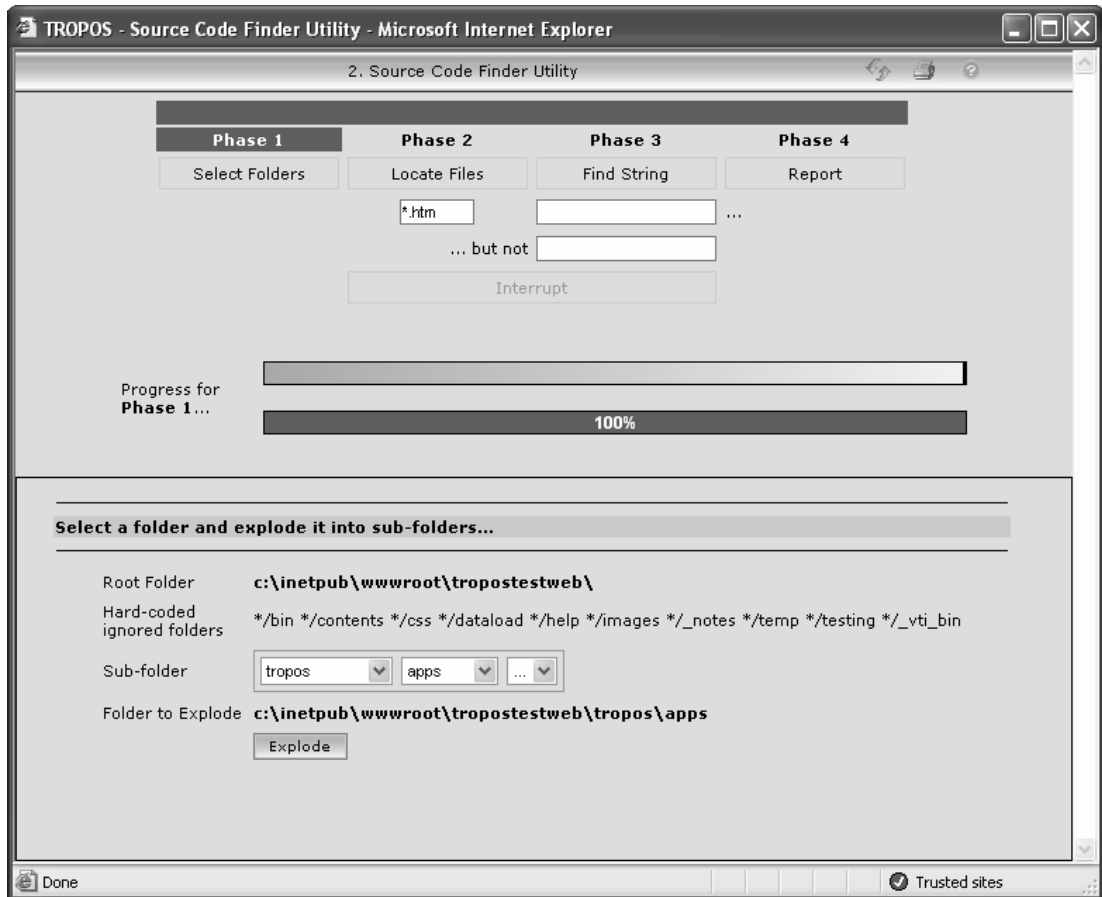 TROPOS - Source Code Finder Utility - Microsoft Internet Explorer
2. Source Code Finder Utility
Phase 1 Phase 2 Phase 3 Phase 4
Select Folders Locate Files Find String Report
*.htm ...
... but not
Interrupt
Progress for
Phase 1...
100%
Select a folder and explode it into sub-folders...
Root Folder c:\inetpub\wwwroot\tropostestweb\
Hard-coded
ignored folders */bin */contents */css */dataload */help */images */_notes */temp */testing */_vti_bin
Sub-folder tropos apps ...
Folder to Explode c:\inetpub\wwwroot\tropostestweb\tropos\apps
Explode
Done Trusted sites